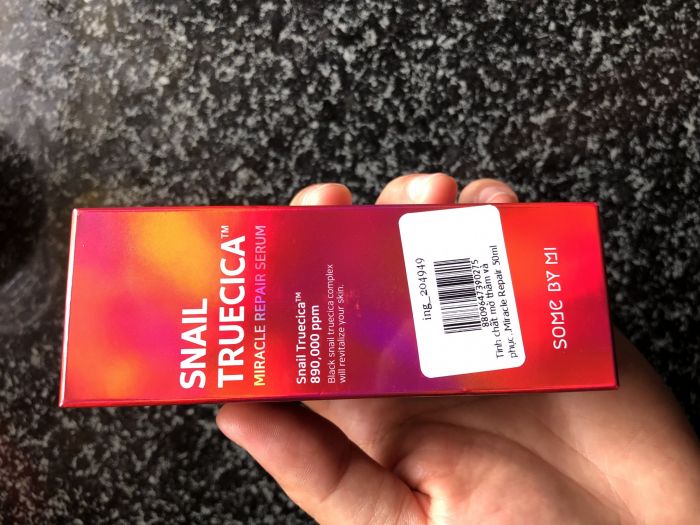 SNAIL
TRUECICA™
MIRACLE REPAIR SERUM
Snail Truecica™
890,000 ppm
Black snail truecica complex
will revitalize your skin.
ing_204949
8809647390275
Tinh chất mờ thâm và
phục .Miracle Repair 50ml
SOME BY MI